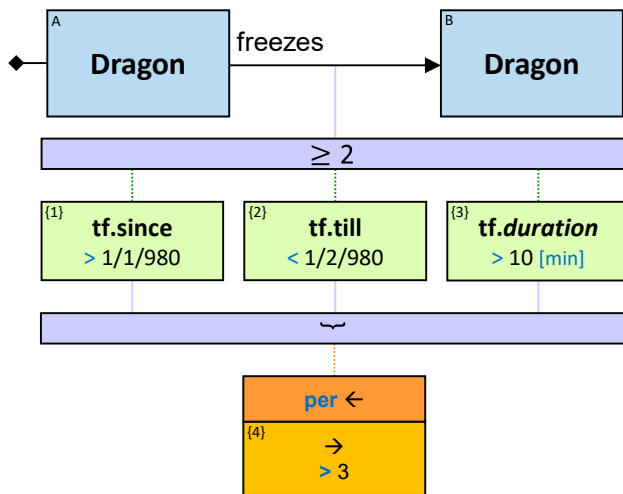 A
Dragon
freezes
B
Dragon
≥ 2
{1}
tf.since
> 1/1/980
{2}
tf.till
< 1/2/980
{3}
tf.duration
> 10 [min]
}
per ←
{4}
→
> 3